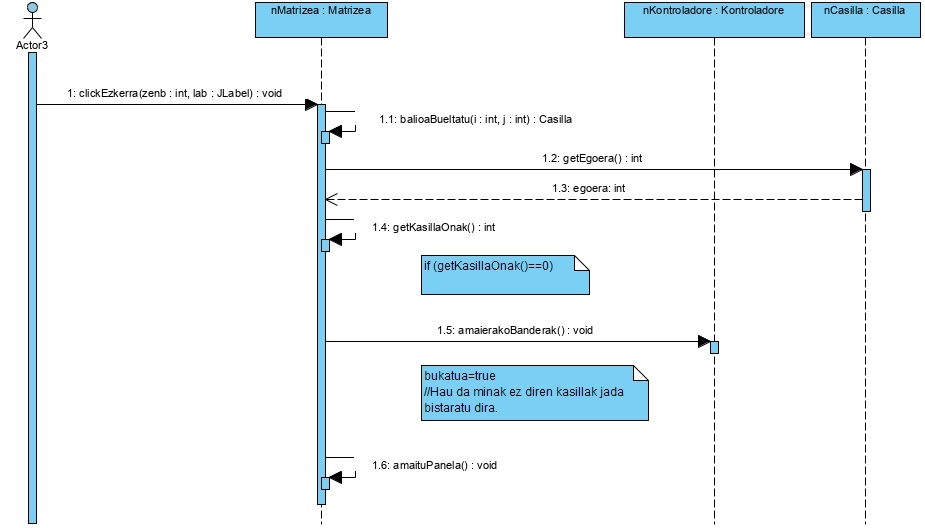 nMatrizea : Matrizea
nKontroladore : Kontroladore
nCasilla : Casilla
Actor3
1: clickEzkerra(zenb : int, lab : JLabel) : void
1.1: balioaBueltatu(i : int, j : int) : Casilla
1.2: getEgoera() : int
1.3: egoera: int
1.4: getKasillaOnak() : int
if (getKasillaOnak()==0)
1.5: amaierakoBanderak() : void
bukatua=true
//Hau da minak ez diren kasillak jada
bistaratu dira.
1.6: amaituPanela() : void